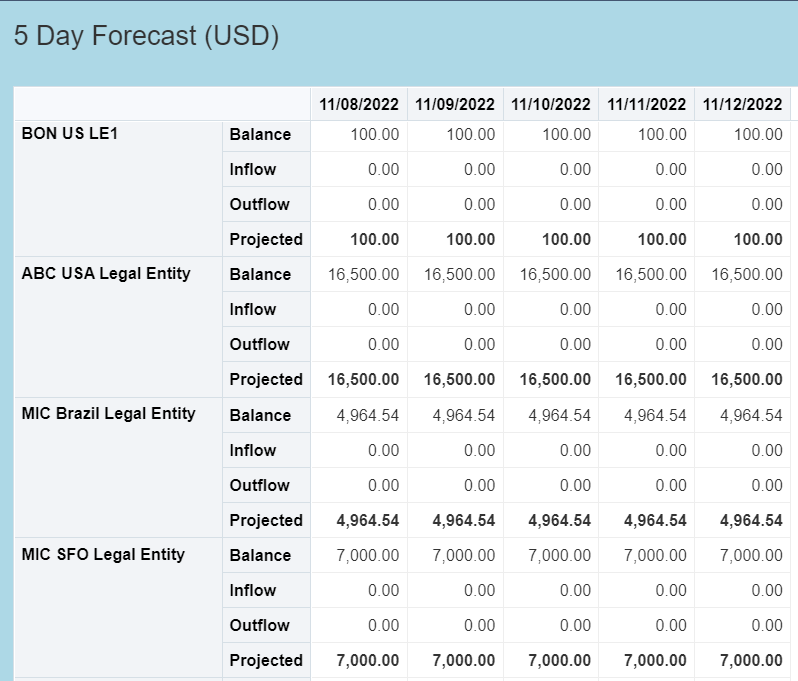 5 Day Forecast (USD)
11/08/2022 11/09/2022 11/10/2022 11/11/2022 11/12/2022
BON US LE1 Balance 100.00 100.00 100.00 100.00 100.00
Inflow 0.00 0.00 0.00 0.00 0.00
Outflow 0.00 0.00 0.00 0.00 0.00
Projected 100.00 100.00 100.00 100.00 100.00
ABC USA Legal Entity Balance 16,500.00 16,500.00 16,500.00 16,500.00 16,500.00
Inflow 0.00 0.00 0.00 0.00 0.00
Outflow 0.00 0.00 0.00 0.00 0.00
Projected 16,500.00 16,500.00 16,500.00 16,500.00 16,500.00
MIC Brazil Legal Entity Balance 4,964.54 4,964.54 4,964.54 4,964.54 4,964.54
Inflow 0.00 0.00 0.00 0.00 0.00
Outflow 0.00 0.00 0.00 0.00 0.00
Projected 4,964.54 4,964.54 4,964.54 4,964.54 4,964.54
MIC SFO Legal Entity Balance 7,000.00 7,000.00 7,000.00 7,000.00 7,000.00
Inflow 0.00 0.00 0.00 0.00 0.00
Outflow 0.00 0.00 0.00 0.00 0.00
Projected 7,000.00 7,000.00 7,000.00 7,000.00 7,000.00